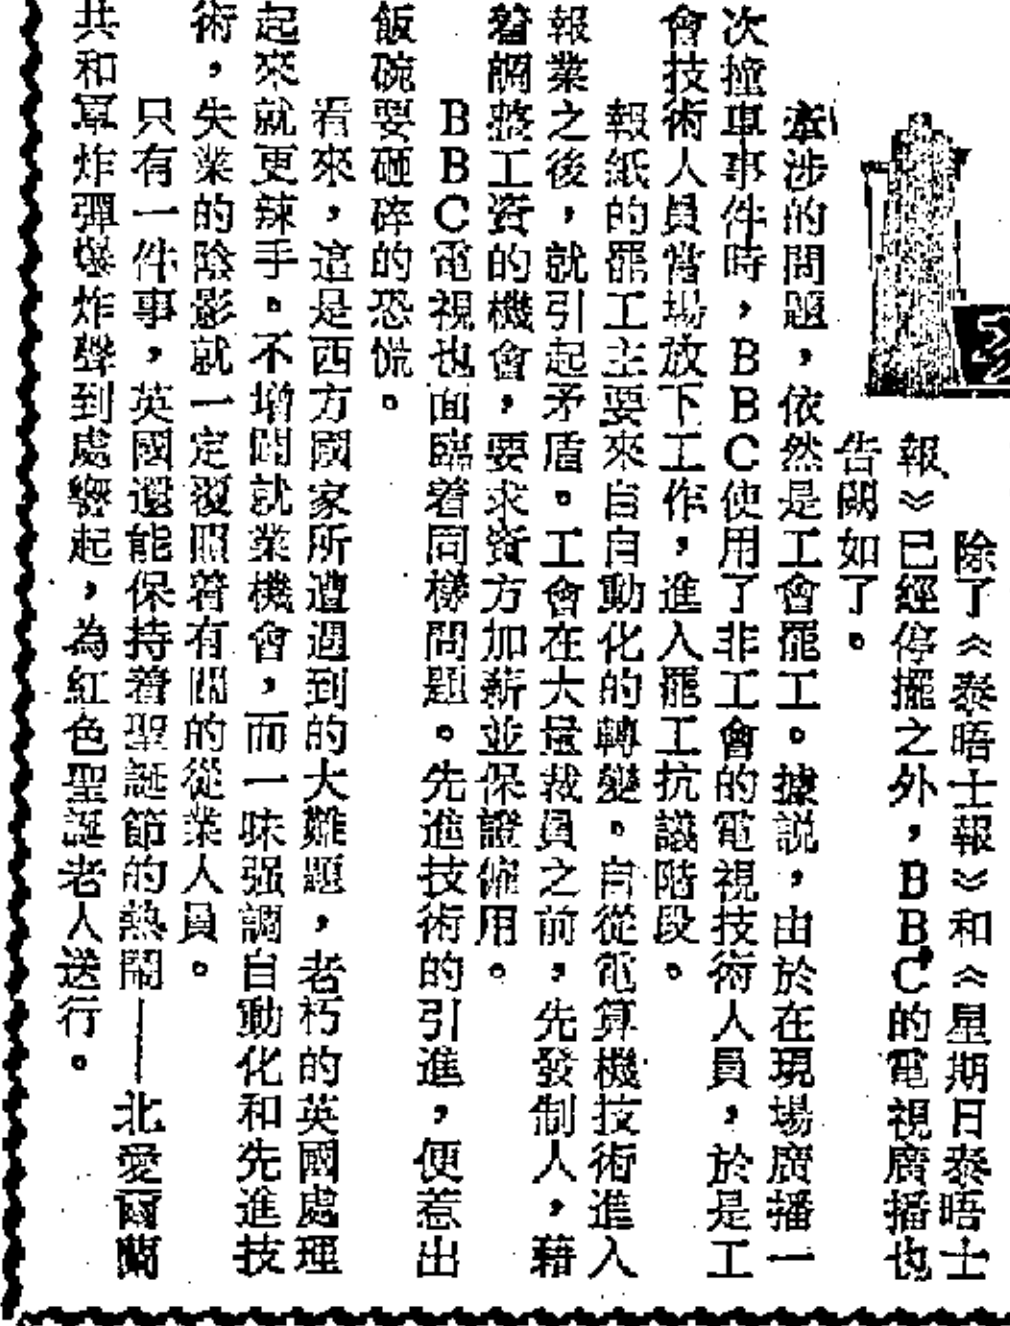 除了《泰晤士報》和《星期日泰晤士
報》已經停擺之外，BBC的電視廣播也
告闕如了。
牽涉的問題，依然是工會罷工。據説，由於在現場廣播一
次撞車事件時，BBC使用了非工會的電視技術人員，於是工
會技術人員當場放下工作，進入罷工抗議階段。
報紙的罷工主要來自自動化的轉變。自從電算機技術進入
報業之後，就引起矛盾。工會在大量裁員之前，先發制人，藉
着調整工資的機會，要求資方加薪並保證僱用。
BBC電視也面臨着同樣問題。先進技術的引進，便惹出
飯碗要砸碎的恐慌。
看來，這是西方國家所遭遇到的大難題，老朽的英國處理
起來就更辣手。不增開就業機會，而一味强調自動化和先進技
術，失業的陰影就一定覆照着有關的從業人員。
只有一件事，英國還能保持着聖誕節的熱鬧——北愛爾蘭
共和軍炸彈爆炸聲到處響起，為紅色聖誕老人送行。